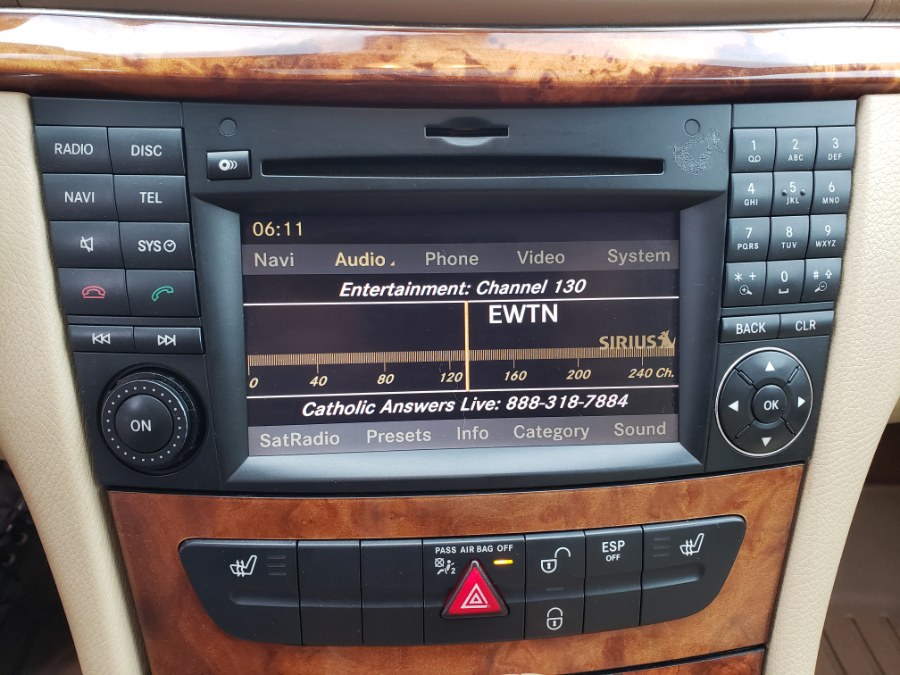 RADIO DISC
NAVI TEL
SYS
ON
06:11
Navi Audio Phone Video System
Entertainment: Channel 130
EWTN
SIRIUS
0 40 80 120 160 200 240 Ch.
Catholic Answers Live: 888-318-7884
SatRadio Presets Info Category Sound
1 2 ABC 3 DEF
4 GHI 5 JKL 6 MNO
7 PQRS 8 TUV 9 WXYZ
* + 0 #
BACK CLR
OK
PASS AIR BAG OFF
2
ESP
OFF